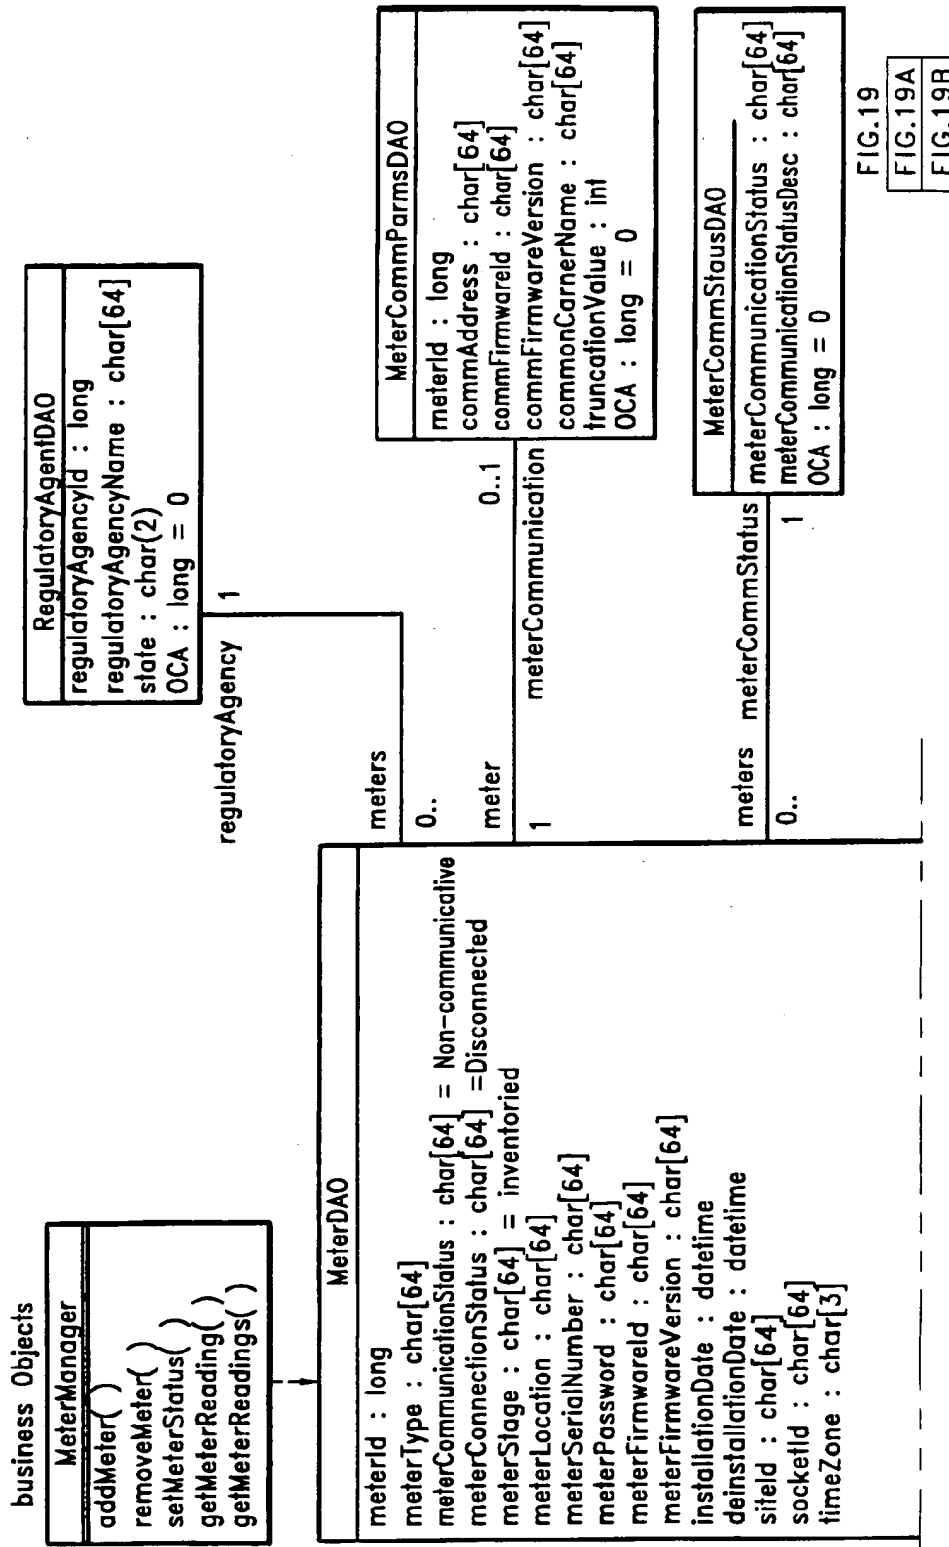 business Objects
MeterManager
addMeter( )
removeMeter( )
setMeterStatus( )
getMeterReading( )
getMeterReadings( )
MeterDAO
meterId : long
meterType : char[64]
meterCommunicationStatus : char[64] = Non-communicative
meterConnectionStatus : char[64] =Disconnected
meterStage : char[64] = inventoried
meterLocation : char[64]
meterSerialNumber : char[64]
meterPassword : char[64]
meterFirmwareId : char[64]
meterFirmwareVersion : char[64]
installationDate : datetime
deinstallationDate : datetime
siteId : char[64]
socketId : char[64]
timeZone : char[3]
RegulatoryAgentDAO
regulatoryAgencyId : long
regulatoryAgencyName : char[64]
state : char(2)
OCA : long = 0
regulatoryAgency
1
meters
0..
meter
1
0..1
meterCommunication
MeterCommParmsDAO
meterId : long
commAddress : char[64]
commFirmwareId : char[64]
commFirmwareVersion : char[64]
commonCarnerName : char[64]
truncationValue : int
OCA : long = 0
meters
0..
meterCommStatus
1
MeterCommStausDAO
meterCommunicationStatus : char[64]
meterCommunicationStatusDesc : char[64]
OCA : long = 0
FIG.19
FIG.19A
FIG.19B